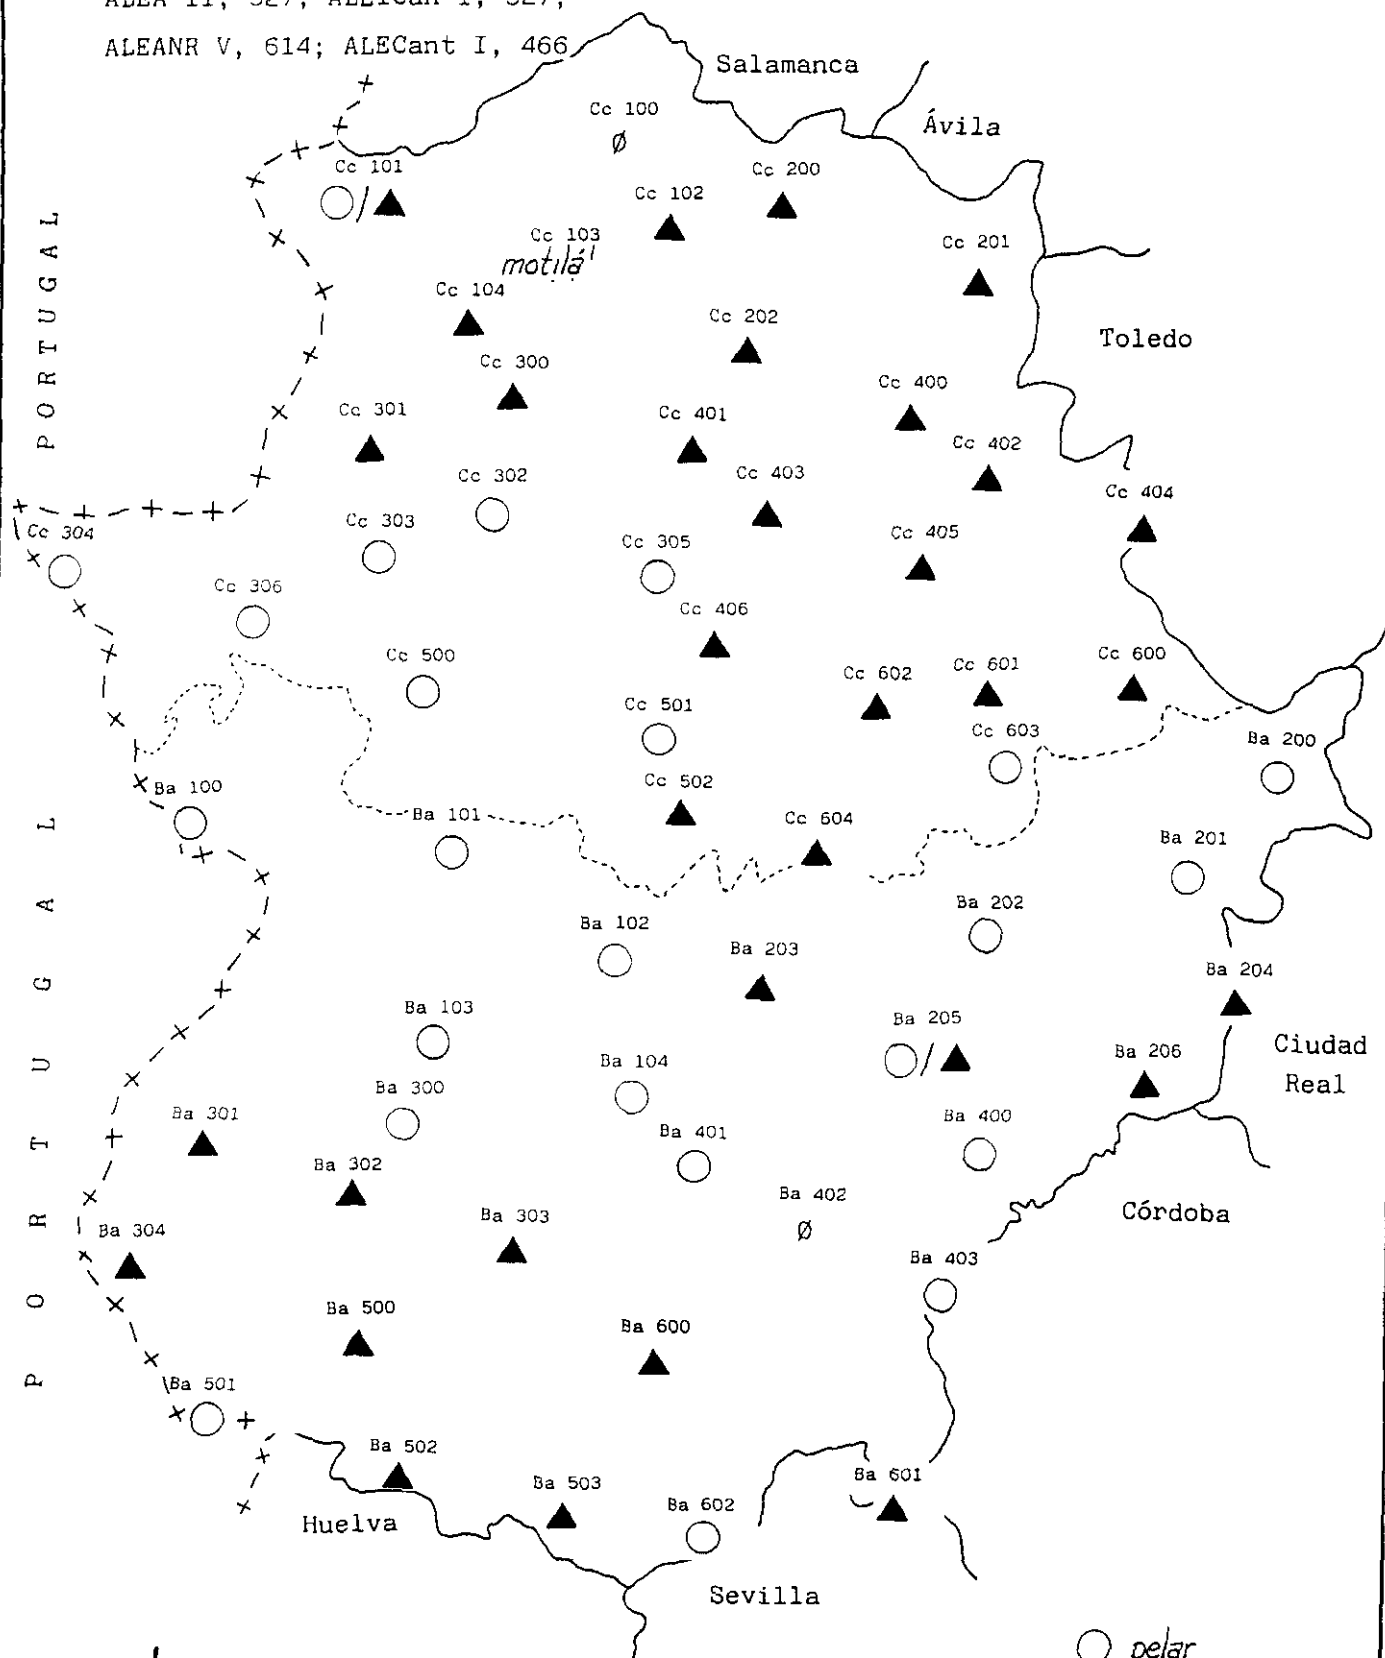 ALEANR V, 614; ALECant I, 466
Salamanca
Cc 100
Ávila
ø
Cc 101
Cc 200
Cc 102
/
Cc 103
Cc 201
motilá
Cc 104
Cc 202
Toledo
Cc 300
Cc 400
Cc 301
Cc 401
Cc 402
PORTUGAL
Cc 302
Cc 403
Cc 404
Cc 303
Cc 304
Cc 305
Cc 405
Cc 306
Cc 406
Cc 500
Cc 602
Cc 601
Cc 600
Cc 501
Cc 603
Ba 200
Ba 100
Cc 502
Ba 101
Cc 604
Ba 201
Ba 202
Ba 102
Ba 203
Ba 204
Ba 103
Ba 205
Ciudad
Real
/
Ba 104
Ba 206
Ba 300
Ba 301
Ba 401
Ba 400
Ba 302
Ba 402
Córdoba
PORTUGAL
Ba 304
Ba 303
ø
Ba 403
Ba 500
Ba 600
Ba 501
Ba 502
Ba 503
Ba 601
Ba 602
Huelva
Sevilla
pelar